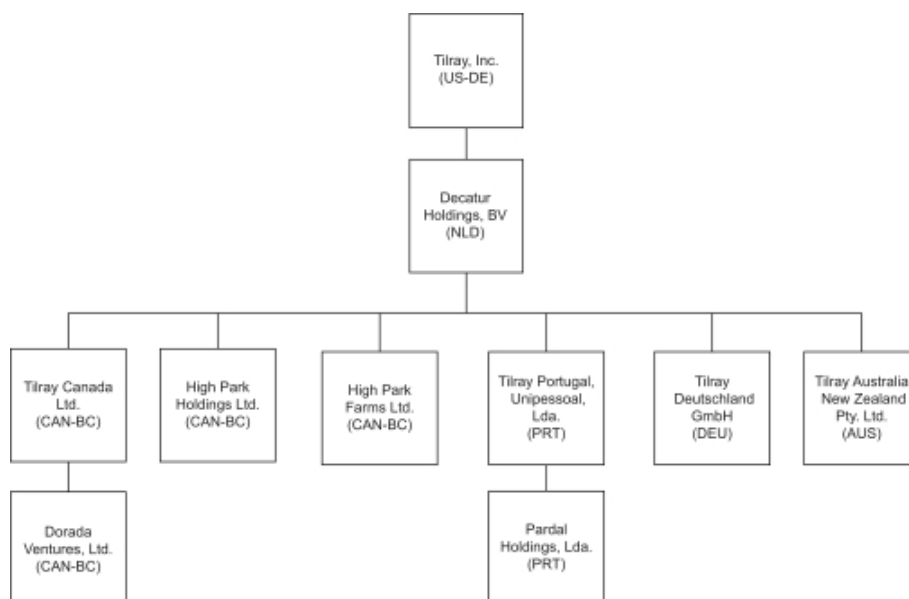 Tilray, Inc.
(US-DE)
Decatur
Holdings, BV
(NLD)
Tilray Canada
Ltd.
(CAN-BC)
High Park
Holdings Ltd.
(CAN-BC)
High Park
Farms Ltd.
(CAN-BC)
Tilray Portugal,
Unipessoal,
Lda.
(PRT)
Tilray
Deutschland
GmbH
(DEU)
Tilray Australia
New Zealand
Pty. Ltd.
(AUS)
Dorada
Ventures, Ltd.
(CAN-BC)
Pardal
Holdings, Lda.
(PRT)